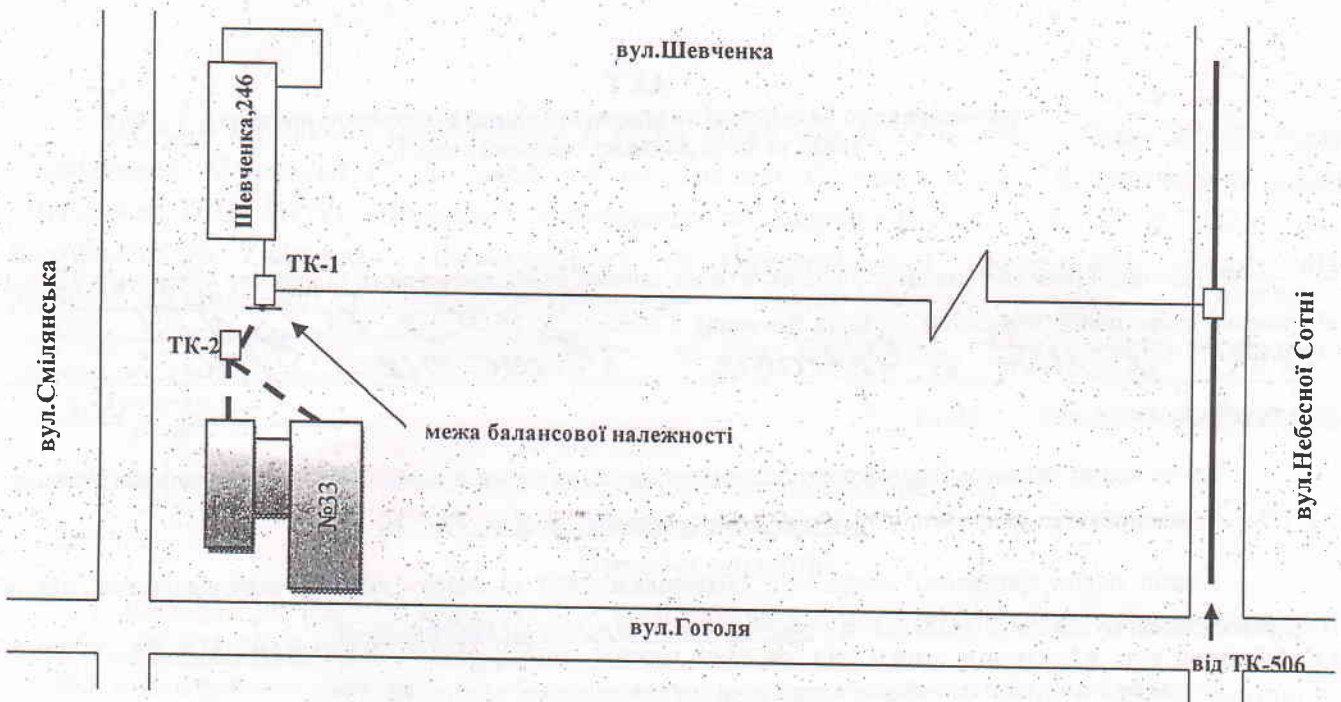 вул.Шевченка
Шевченка,246
ТК-1
ТК-2
вул.Смілянська
межа балансової належності
№33
вул.Небесної Сотні
вул.Гоголя
від ТК-506